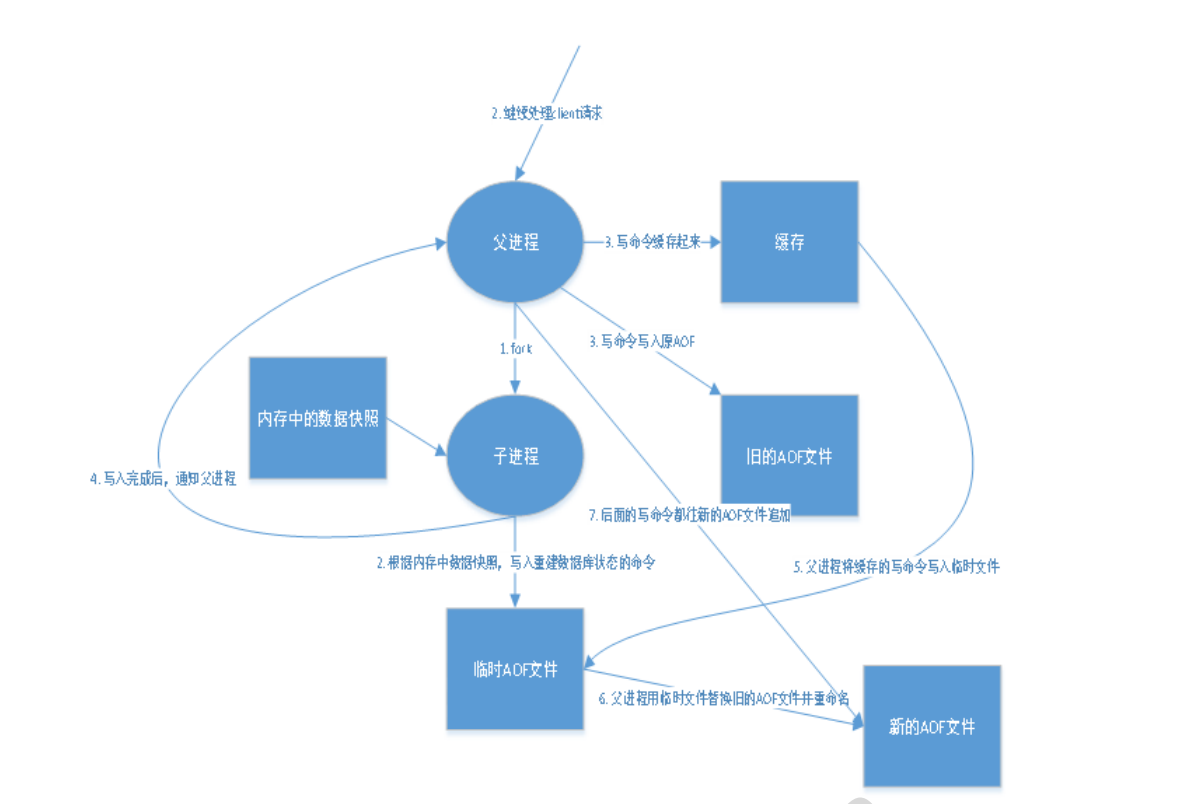 2.继续处理client请求
父进程
3.写命令缓存起来
缓存
3.写命令写入原AOF
1.fork
内存中的数据快照
子进程
旧的AOF文件
4.写入完成后，通知父进程
7.后面的写命令都往新的AOF文件追加
2.根据内存中数据快照，写入重建数据库状态的命令
5.父进程将缓存的写命令写入临时文件
临时AOF文件
6.父进程用临时文件替换旧的AOF文件并重命名
新的AOF文件